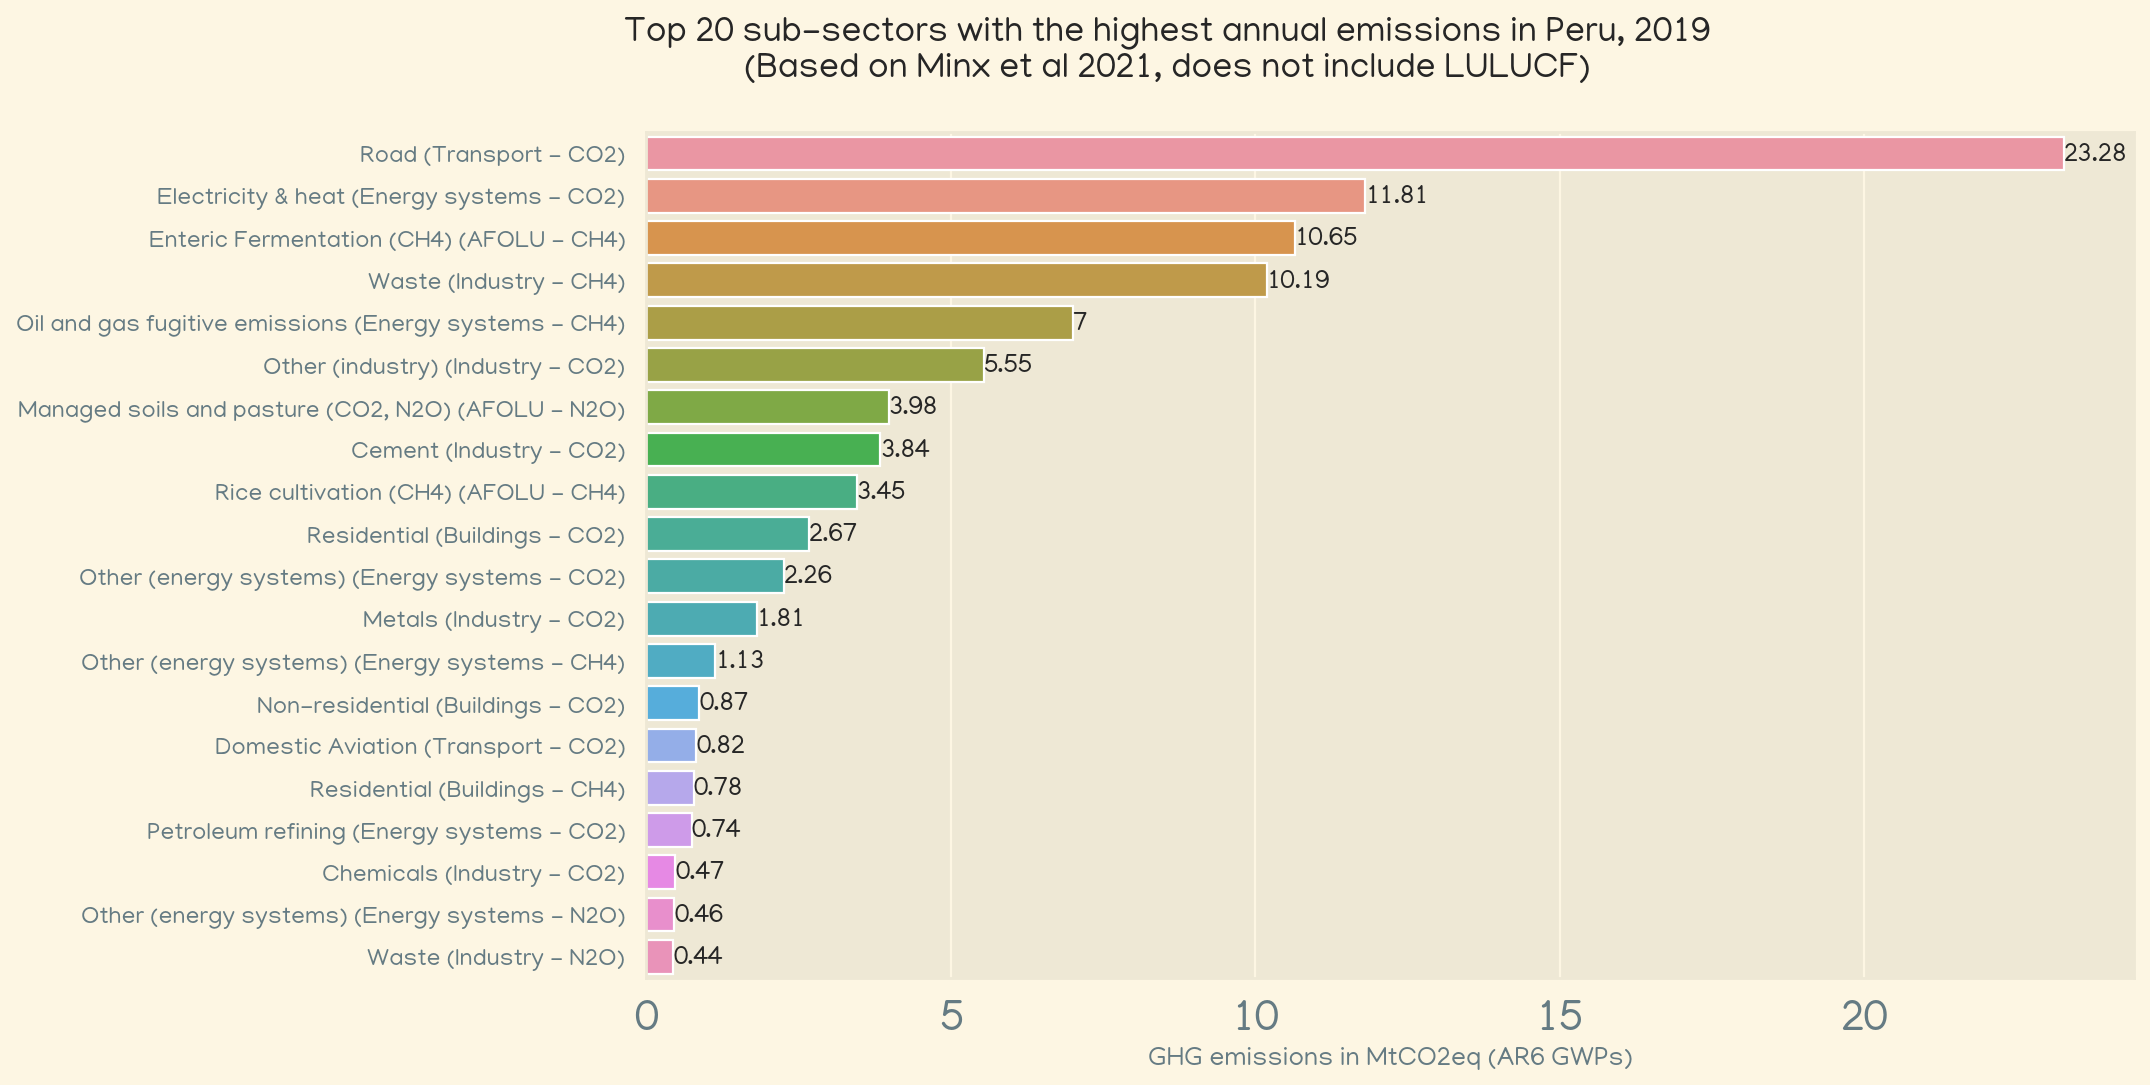 Top 20 sub-sectors with the highest annual emissions in Peru, 2019
(Based on Minx et al 2021, does not include LULUCF)
Road (Transport - CO2) 23.28
Electricity & heat (Energy systems - CO2) 11.81
Enteric Fermentation (CH4) (AFOLU - CH4) 10.65
Waste (Industry - CH4) 10.19
Oil and gas fugitive emissions (Energy systems - CH4) 7
Other (industry) (Industry - CO2) 5.55
Managed soils and pasture (CO2, N2O) (AFOLU - N2O) 3.98
Cement (Industry - CO2) 3.84
Rice cultivation (CH4) (AFOLU - CH4) 3.45
Residential (Buildings - CO2) 2.67
Other (energy systems) (Energy systems - CO2) 2.26
Metals (Industry - CO2) 1.81
Other (energy systems) (Energy systems - CH4) 1.13
Non-residential (Buildings - CO2) 0.87
Domestic Aviation (Transport - CO2) 0.82
Residential (Buildings - CH4) 0.78
Petroleum refining (Energy systems - CO2) 0.74
Chemicals (Industry - CO2) 0.47
Other (energy systems) (Energy systems - N2O) 0.46
Waste (Industry - N2O) 0.44
0 5 10 15 20
GHG emissions in MtCO2eq (AR6 GWPs)